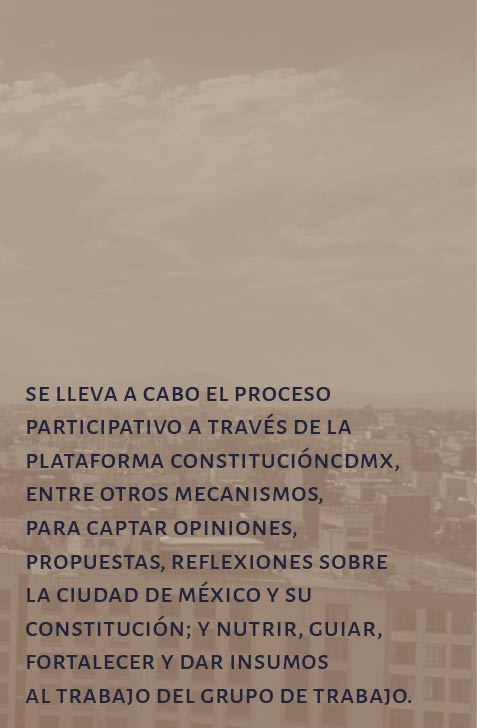 SE LLEVA A CABO EL PROCESO
PARTICIPATIVO A TRAVÉS DE LA
PLATAFORMA CONSTITUCIÓNCDMX,
ENTRE OTROS MECANISMOS,
PARA CAPTAR OPINIONES,
PROPUESTAS, REFLEXIONES SOBRE
LA CIUDAD DE MÉXICO Y SU
CONSTITUCIÓN; Y NUTRIR, GUIAR,
FORTALECER Y DAR INSUMOS
AL TRABAJO DEL GRUPO DE TRABAJO.